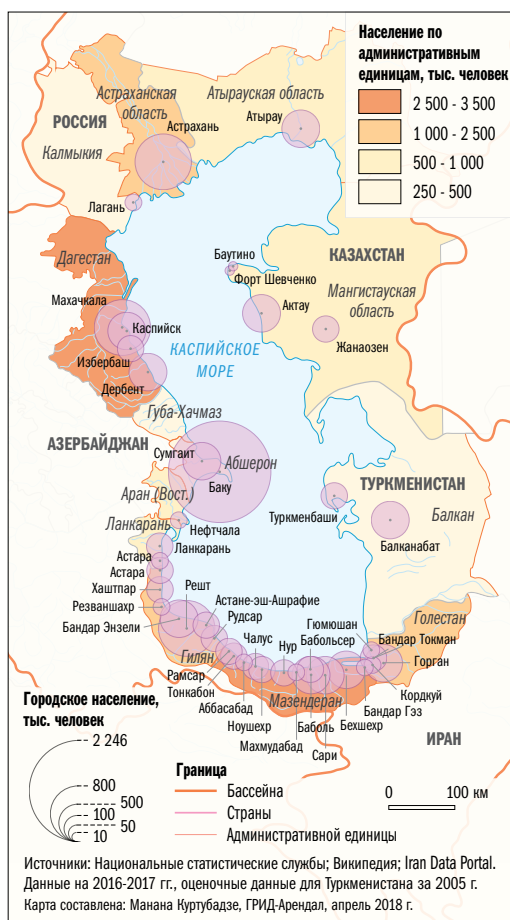 Население по
административным
единицам, тыс. человек
2 500 - 3 500
1 000 - 2 500
500 - 1 000
250 - 500
Астраханская
область
Атырауская область
РОССИЯ
Астрахань
Атырау
Калмыкия
Лагань
Дагестан
Баутино
КАЗАХСТАН
Форт Шевченко
Мангистауская
область
Махачкала
Актау
Каспийск
Жанаозен
КАСПИЙСКОЕ
МОРЕ
Избербаш
Дербент
Губа-Хачмаз
АЗЕРБАЙДЖАН
Сумгаит
Абшерон
Баку
ТУРКМЕНИСТАН
Аран (Вост.)
Туркменбаши
Балкан
Ланкарань
Нефтчала
Балканабат
Ланкарань
Астара
Астара
Хаштпар
Решт
Резваншахр
Астане-эш-Ашрафие
Голестан
Бандар Энзели
Рудсар
Гюмюшан
Чалус
Бабольсер
Бандар Токман
Нур
Гилян
Горган
Рамсар
Тонкабон
Мазендеран
Кордкуй
Аббасабад
Бандар Гэз
Ноушехр
Баболь
Бехшехр
Махмудабад
Сари
ИРАН
Городское население,
тыс. человек
2 246
800
500
100
50
10
Граница
Бассейна
Страны
Административной единицы
0 100 км
Источники: Национальные статистические службы; Википедия; Iran Data Portal.
Данные на 2016-2017 гг., оценочные данные для Туркменистана за 2005 г.
Карта составлена: Манана Куртубадзе, ГРИД-Арендал, апрель 2018 г.